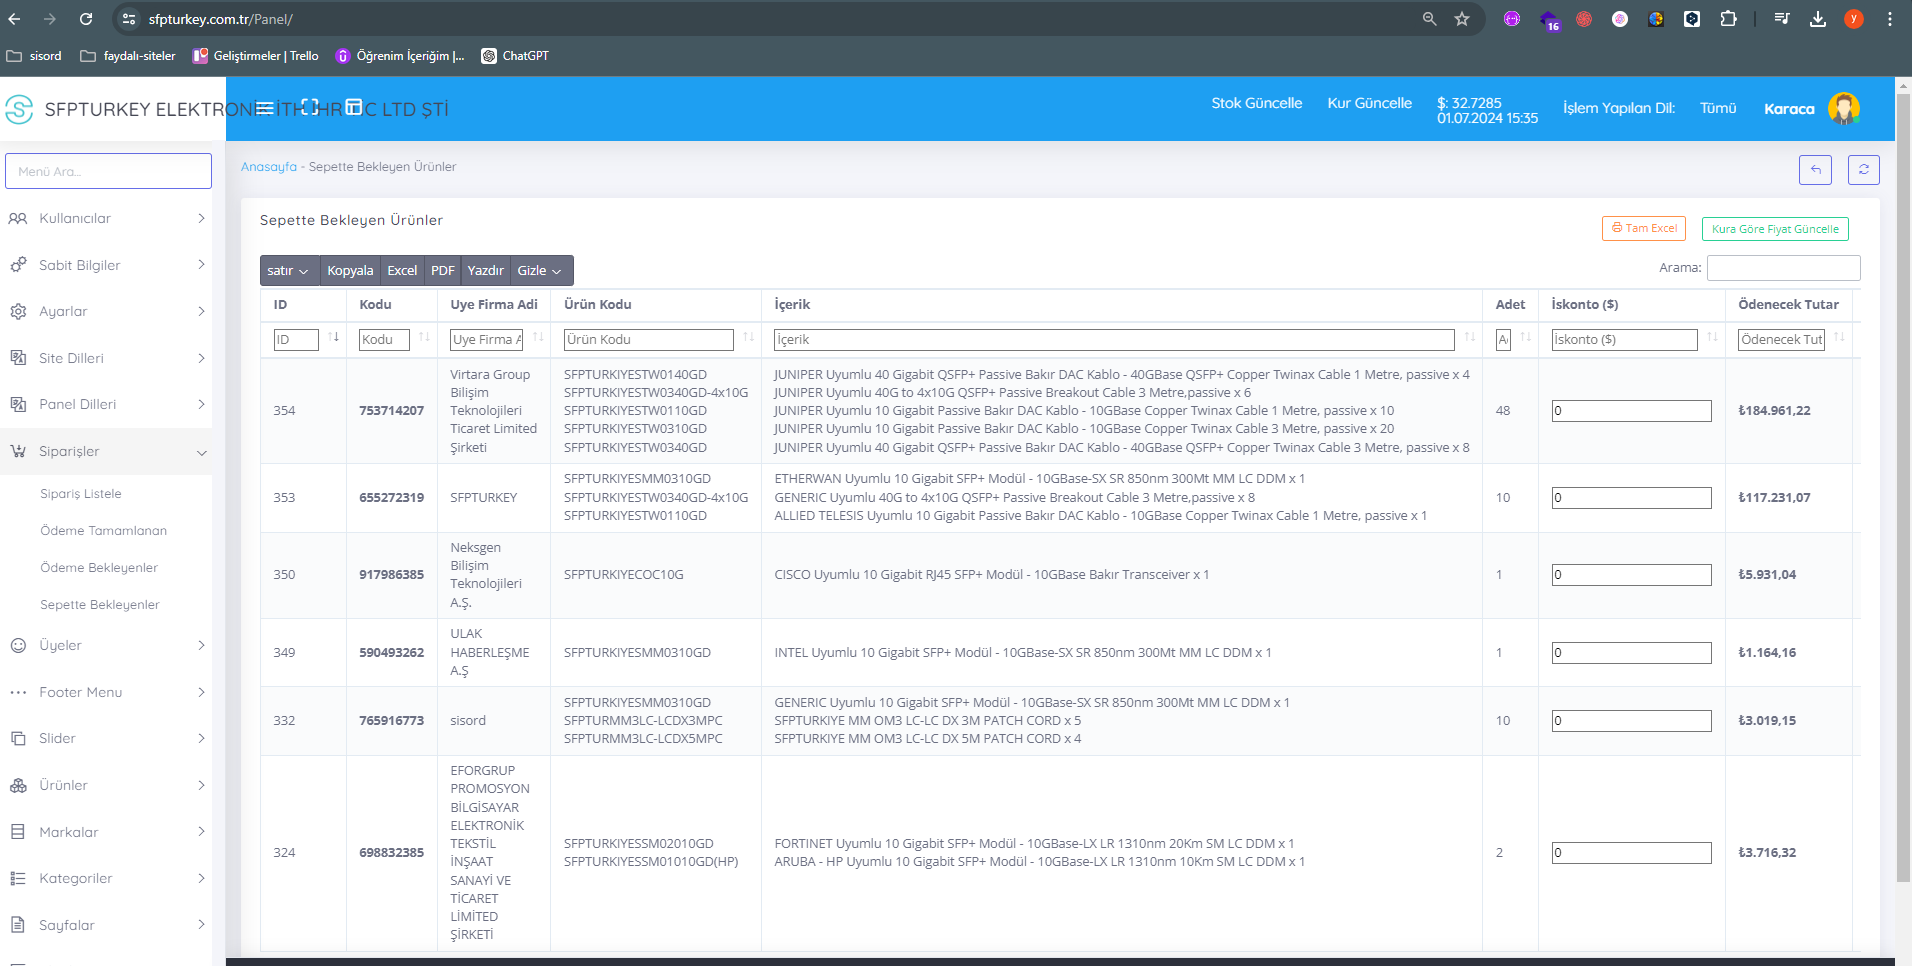 sfpturkey.com.tr/Panel/
16
y
sisord
faydalı-siteler
Geliştirmeler | Trello
Öğrenim İçeriğim |...
ChatGPT
SFPTURKEY ELEKTRONİK İTH İHR TİC LTD ŞTİ
Stok Güncelle
Kur Güncelle
$: 32.7285
01.07.2024 15:35
İşlem Yapılan Dil:
Tümü
Karaca
Menü Ara...
Kullanıcılar
Sabit Bilgiler
Ayarlar
Site Dilleri
Panel Dilleri
Siparişler
Sipariş Listele
Ödeme Tamamlanan
Ödeme Bekleyenler
Sepette Bekleyenler
Üyeler
Footer Menu
Slider
Ürünler
Markalar
Kategoriler
Sayfalar
Anasayfa - Sepette Bekleyen Ürünler
Sepette Bekleyen Ürünler
Tam Excel
Kura Göre Fiyat Güncelle
satır
Kopyala
Excel
PDF
Yazdır
Gizle
Arama:
ID Kodu Uye Firma Adi Ürün Kodu İçerik Adet İskonto ($) Ödenecek Tutar
ID Kodu Uye Firma A Ürün Kodu İçerik A İskonto ($) Ödenecek Tut
354
753714207
Virtara Group
Bilişim
Teknolojileri
Ticaret Limited
Şirketi
SFPTURKIYESTW0140GD
SFPTURKIYESTW0340GD-4x10G
SFPTURKIYESTW0110GD
SFPTURKIYESTW0310GD
SFPTURKIYESTW0340GD
JUNIPER Uyumlu 40 Gigabit QSFP+ Passive Bakır DAC Kablo - 40GBase QSFP+ Copper Twinax Cable 1 Metre, passive x 4
JUNIPER Uyumlu 40G to 4x10G QSFP+ Passive Breakout Cable 3 Metre,passive x 6
JUNIPER Uyumlu 10 Gigabit Passive Bakır DAC Kablo - 10GBase Copper Twinax Cable 1 Metre, passive x 10
JUNIPER Uyumlu 10 Gigabit Passive Bakır DAC Kablo - 10GBase Copper Twinax Cable 3 Metre, passive x 20
JUNIPER Uyumlu 40 Gigabit QSFP+ Passive Bakır DAC Kablo - 40GBase QSFP+ Copper Twinax Cable 3 Metre, passive x 8
48
0
₺184.961,22
353
655272319
SFPTURKEY
SFPTURKIYESMM0310GD
SFPTURKIYESTW0340GD-4x10G
SFPTURKIYESTW0110GD
ETHERWAN Uyumlu 10 Gigabit SFP+ Modül - 10GBase-SX SR 850nm 300Mt MM LC DDM x 1
GENERIC Uyumlu 40G to 4x10G QSFP+ Passive Breakout Cable 3 Metre,passive x 8
ALLIED TELESIS Uyumlu 10 Gigabit Passive Bakır DAC Kablo - 10GBase Copper Twinax Cable 1 Metre, passive x 1
10
0
₺117.231,07
350
917986385
Neksgen
Bilişim
Teknolojileri
A.Ş.
SFPTURKIYECOC10G
CISCO Uyumlu 10 Gigabit RJ45 SFP+ Modül - 10GBase Bakır Transceiver x 1
1
0
₺5.931,04
349
590493262
ULAK
HABERLEŞME
A.Ş
SFPTURKIYESMM0310GD
INTEL Uyumlu 10 Gigabit SFP+ Modül - 10GBase-SX SR 850nm 300Mt MM LC DDM x 1
1
0
₺1.164,16
332
765916773
sisord
SFPTURKIYESMM0310GD
SFPTURMM3LC-LCDX3MPC
SFPTURMM3LC-LCDX5MPC
GENERIC Uyumlu 10 Gigabit SFP+ Modül - 10GBase-SX SR 850nm 300Mt MM LC DDM x 1
SFPTURKIYE MM OM3 LC-LC DX 3M PATCH CORD x 5
SFPTURKIYE MM OM3 LC-LC DX 5M PATCH CORD x 4
10
0
₺3.019,15
324
698832385
EFORGRUP
PROMOSYON
BİLGİSAYAR
ELEKTRONİK
TEKSTİL
İNŞAAT
SANAYİ VE
TİCARET
LİMİTED
ŞİRKETİ
SFPTURKIYESSM02010GD
SFPTURKIYESSM01010GD(HP)
FORTINET Uyumlu 10 Gigabit SFP+ Modül - 10GBase-LX LR 1310nm 20Km SM LC DDM x 1
ARUBA - HP Uyumlu 10 Gigabit SFP+ Modül - 10GBase-LX LR 1310nm 10Km SM LC DDM x 1
2
0
₺3.716,32